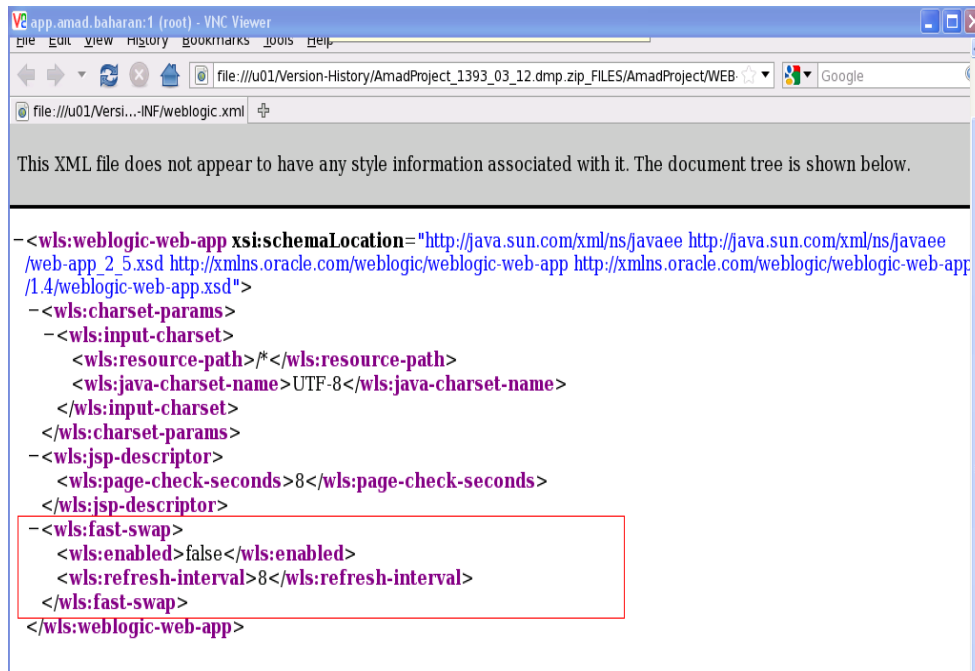 app.amad.baharan:1 (root) - VNC Viewer
File Edit View History Bookmarks Tools Help
file:///u01/Version-History/AmadProject_1393_03_12.dmp.zip_FILES/AmadProject/WEB- Google
file:///u01/Versi...-INF/weblogic.xml
This XML file does not appear to have any style information associated with it. The document tree is shown below.
−<wls:weblogic-web-app xsi:schemaLocation="http://java.sun.com/xml/ns/javaee http://java.sun.com/xml/ns/javaee
/web-app_2_5.xsd http://xmlns.oracle.com/weblogic/weblogic-web-app http://xmlns.oracle.com/weblogic/weblogic-web-app
/1.4/weblogic-web-app.xsd">
−<wls:charset-params>
−<wls:input-charset>
<wls:resource-path>/*</wls:resource-path>
<wls:java-charset-name>UTF-8</wls:java-charset-name>
</wls:input-charset>
</wls:charset-params>
−<wls:jsp-descriptor>
<wls:page-check-seconds>8</wls:page-check-seconds>
</wls:jsp-descriptor>
−<wls:fast-swap>
<wls:enabled>false</wls:enabled>
<wls:refresh-interval>8</wls:refresh-interval>
</wls:fast-swap>
</wls:weblogic-web-app>